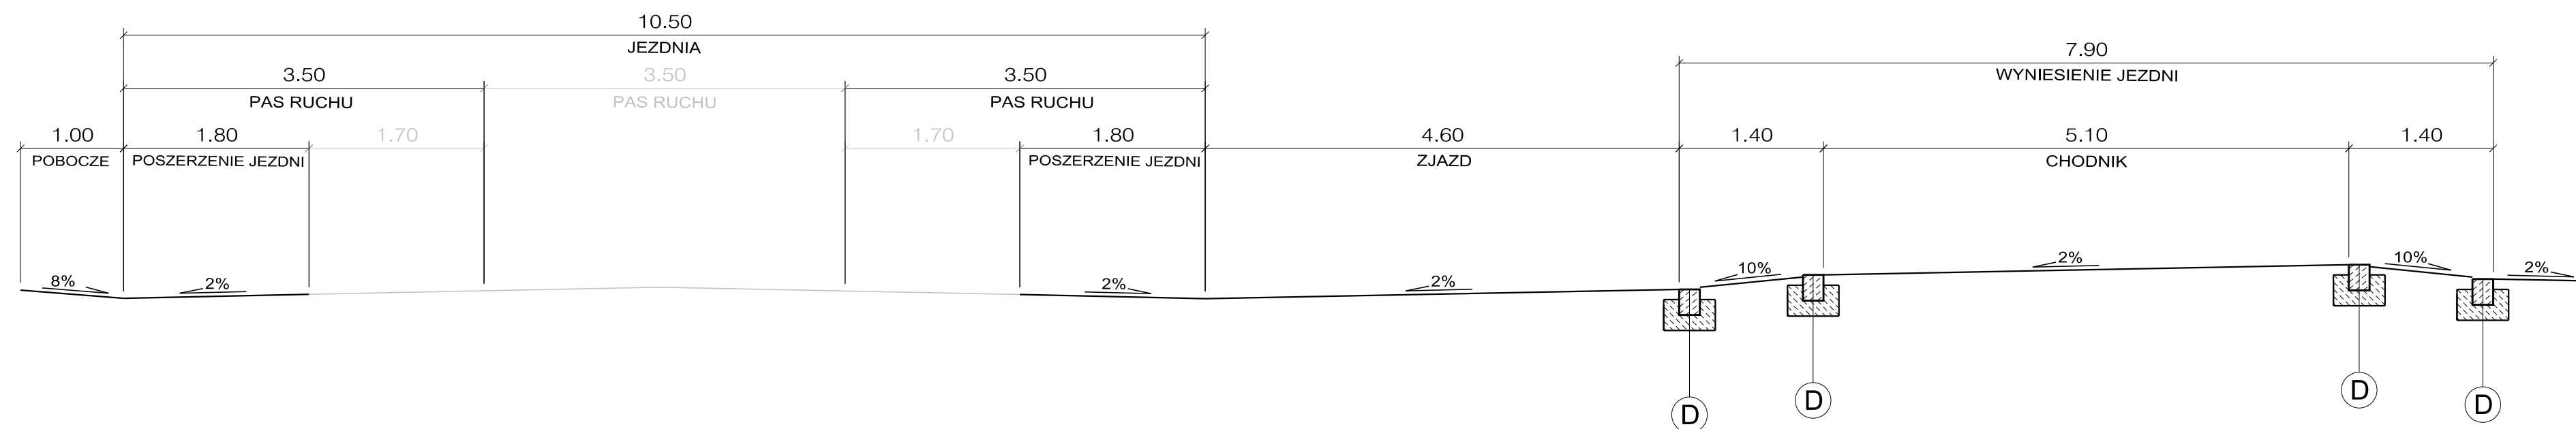 10.50
JEZDNIA
7.90
WYNIESIENIE JEZDNI
3.50 3.50 3.50
PAS RUCHU PAS RUCHU PAS RUCHU
1.00 1.80 1.70 1.70 1.80 4.60 1.40 5.10 1.40
POBOCZE POSZERZENIE JEZDNI POSZERZENIE JEZDNI ZJAZD CHODNIK
8% 2% 2% 2% 10% 2% 10% 2%
D D D D